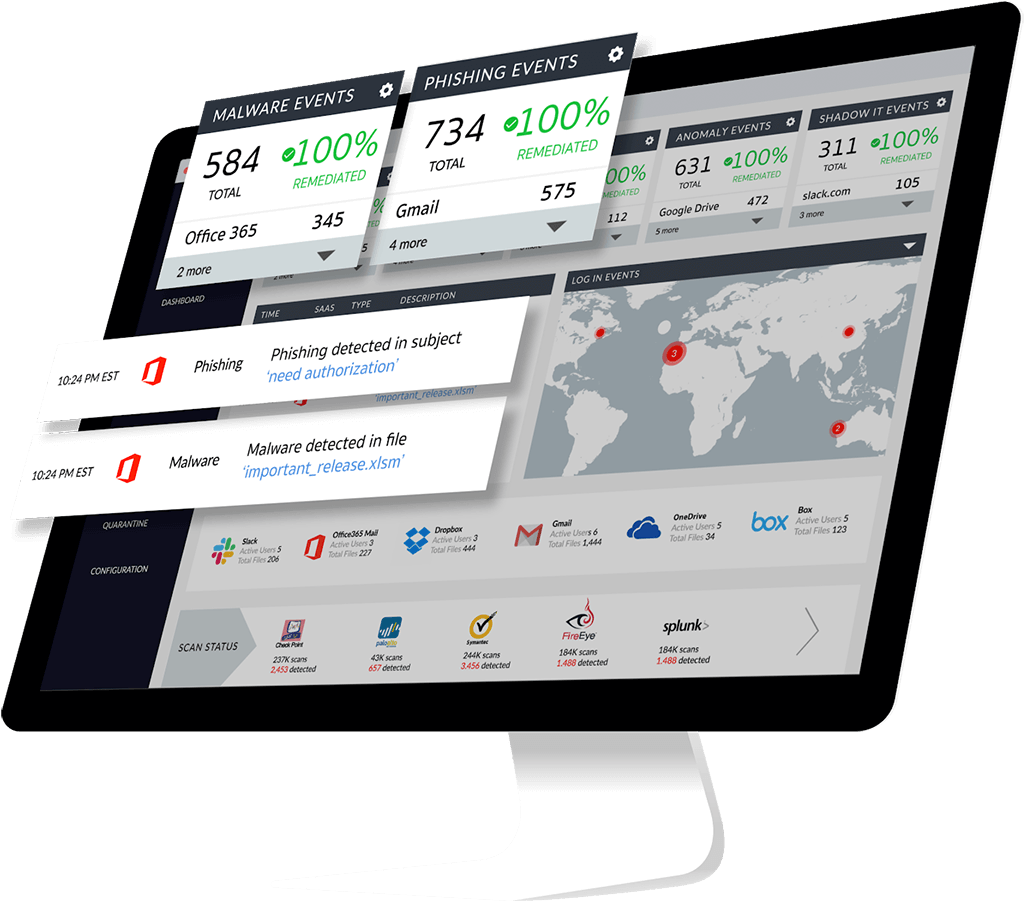 MALWARE EVENTS
584
TOTAL
100%
REMEDIATED
Office 365
345
2 more
PHISHING EVENTS
734
TOTAL
100%
REMEDIATED
Gmail
575
4 more
112
ANOMALY EVENTS
631
TOTAL
100%
REMEDIATED
Google Drive
472
5 more
SHADOW IT EVENTS
311
TOTAL
100%
REMEDIATED
slack.com
105
3 more
DASHBOARD
TIME SAAS TYPE DESCRIPTION
10:24 PM EST Phishing Phishing detected in subject
'need authorization'
'important_release.xlsm'
10:24 PM EST Malware Malware detected in file
'important_release.xlsm'
LOG IN EVENTS
3
2
QUARANTINE
CONFIGURATION
Slack
Active Users 5
Total Files 206
Office365 Mail
Active Users 3
Total Files 227
Dropbox
Active Users 3
Total Files 444
Gmail
Active Users 6
Total Files 1,444
OneDrive
Active Users 5
Total Files 34
box
Box
Active Users 5
Total Files 123
SCAN STATUS
Check Point
237K scans
2,453 detected
paloalto
43K scans
657 detected
Symantec
244K scans
3.456 detected
FireEye
184K scans
1.488 detected
splunk>
184K scans
1.488 detected